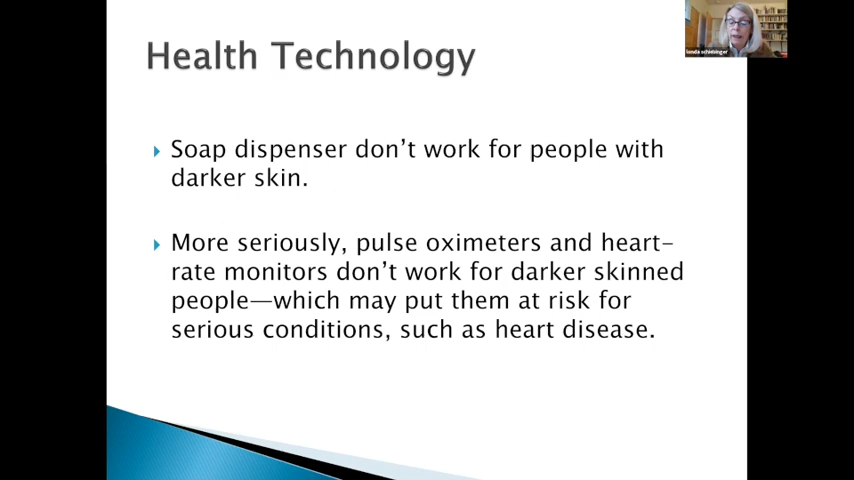 Health Technology
londa schiebinger
Soap dispenser don't work for people with
darker skin.
More seriously, pulse oximeters and heart-
rate monitors don't work for darker skinned
people—which may put them at risk for
serious conditions, such as heart disease.